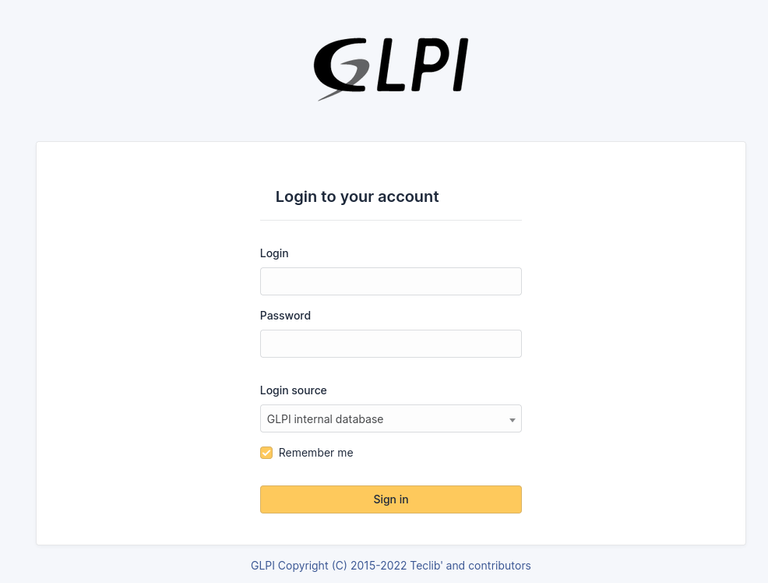 GLPI
Login to your account
Login
Password
Login source
GLPI internal database
Remember me
Sign in
GLPI Copyright (C) 2015-2022 Teclib' and contributors